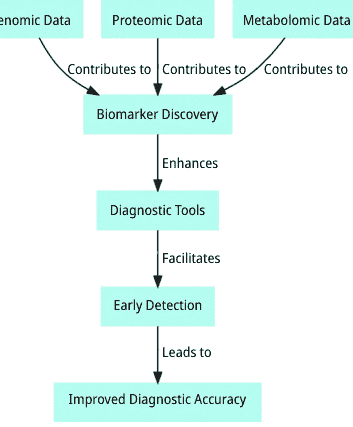 enomic Data
Proteomic Data
Metabolomic Data
Contributes to
Contributes to
Contributes to
Biomarker Discovery
Enhances
Diagnostic Tools
Facilitates
Early Detection
Leads to
Improved Diagnostic Accuracy